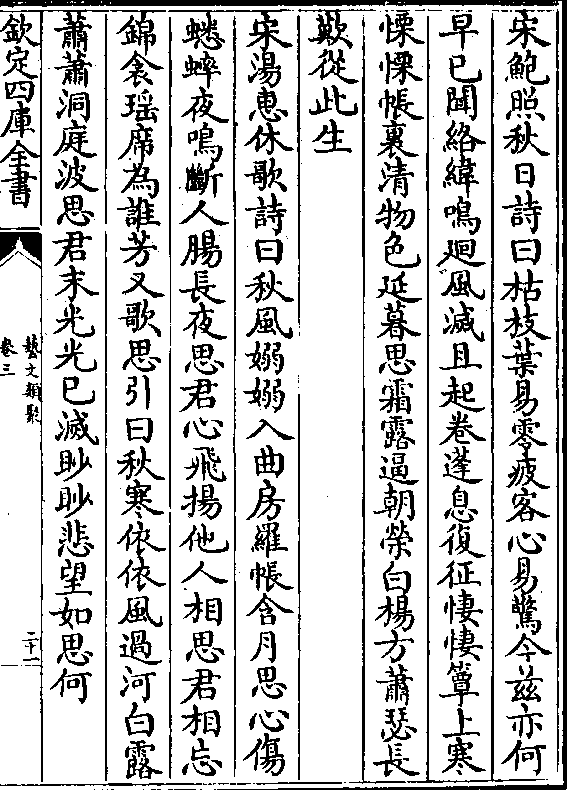 宋鮑照秋日詩曰枯枝葉易零疲客心易驚今茲亦何
早已聞絡緯鳴廻風滅且起卷蓬息復征悽悽簟上寒
慄慄帳裏清物色延暮思霜露逼朝榮白楊方蕭瑟長
歎從此生
宋湯惠休歌詩曰秋風嫋嫋入曲房羅帳含月思心傷
蟋蟀夜鳴斷人腸長夜思君心飛揚他人相思君相忘
錦衾瑶席為誰芳又歌思引曰秋寒依依風過河白露
蕭蕭洞庭波思君末光光已滅眇眇悲望如思何
欽定四庫全書
藝文類聚
卷三
二十一